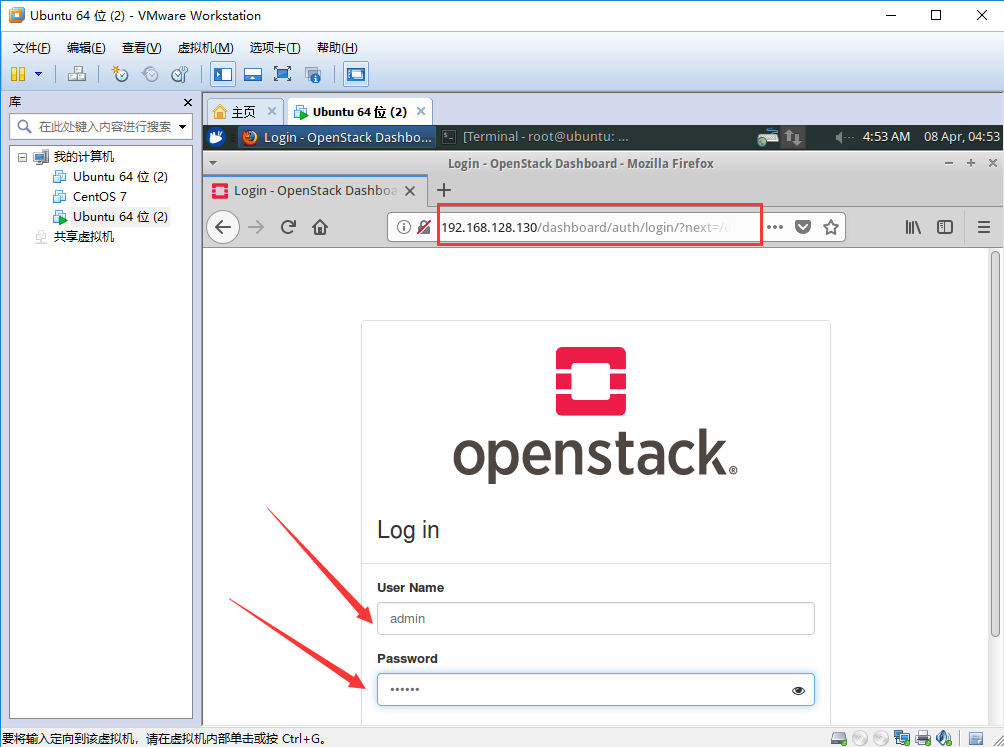 Ubuntu 64 位 (2) - VMware Workstation
文件(F) 编辑(E) 查看(V) 虚拟机(M) 选项卡(T) 帮助(H)
库
在此处键入内容进行搜索
我的计算机
Ubuntu 64 位 (2)
CentOS 7
Ubuntu 64 位 (2)
共享虚拟机
主页 Ubuntu 64 位 (2)
Login - OpenStack Dashbo... [Terminal - root@ubuntu: ... 4:53 AM 08 Apr, 04:53
Login - OpenStack Dashboard - Mozilla Firefox
Login - OpenStack Dashboa
192.168.128.130/dashboard/auth/login/?next=/
openstack®
Log in
User Name
admin
Password
••••••
要将输入定向到该虚拟机，请在虚拟机内部单击或按 Ctrl+G。